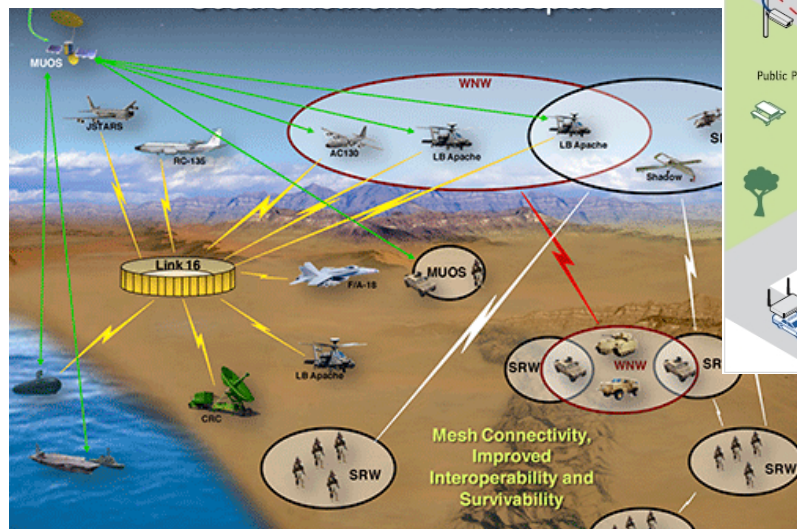 MUOS
WNW
JSTARS
RC-135
AC130
LB Apache
LB Apache
Shadow
Public P
Link 16
F/A-18
MUOS
LB Apache
CRC
SRW
WNW
Mesh Connectivity,
Improved
Interoperability and
Survivability
SRW
SRW